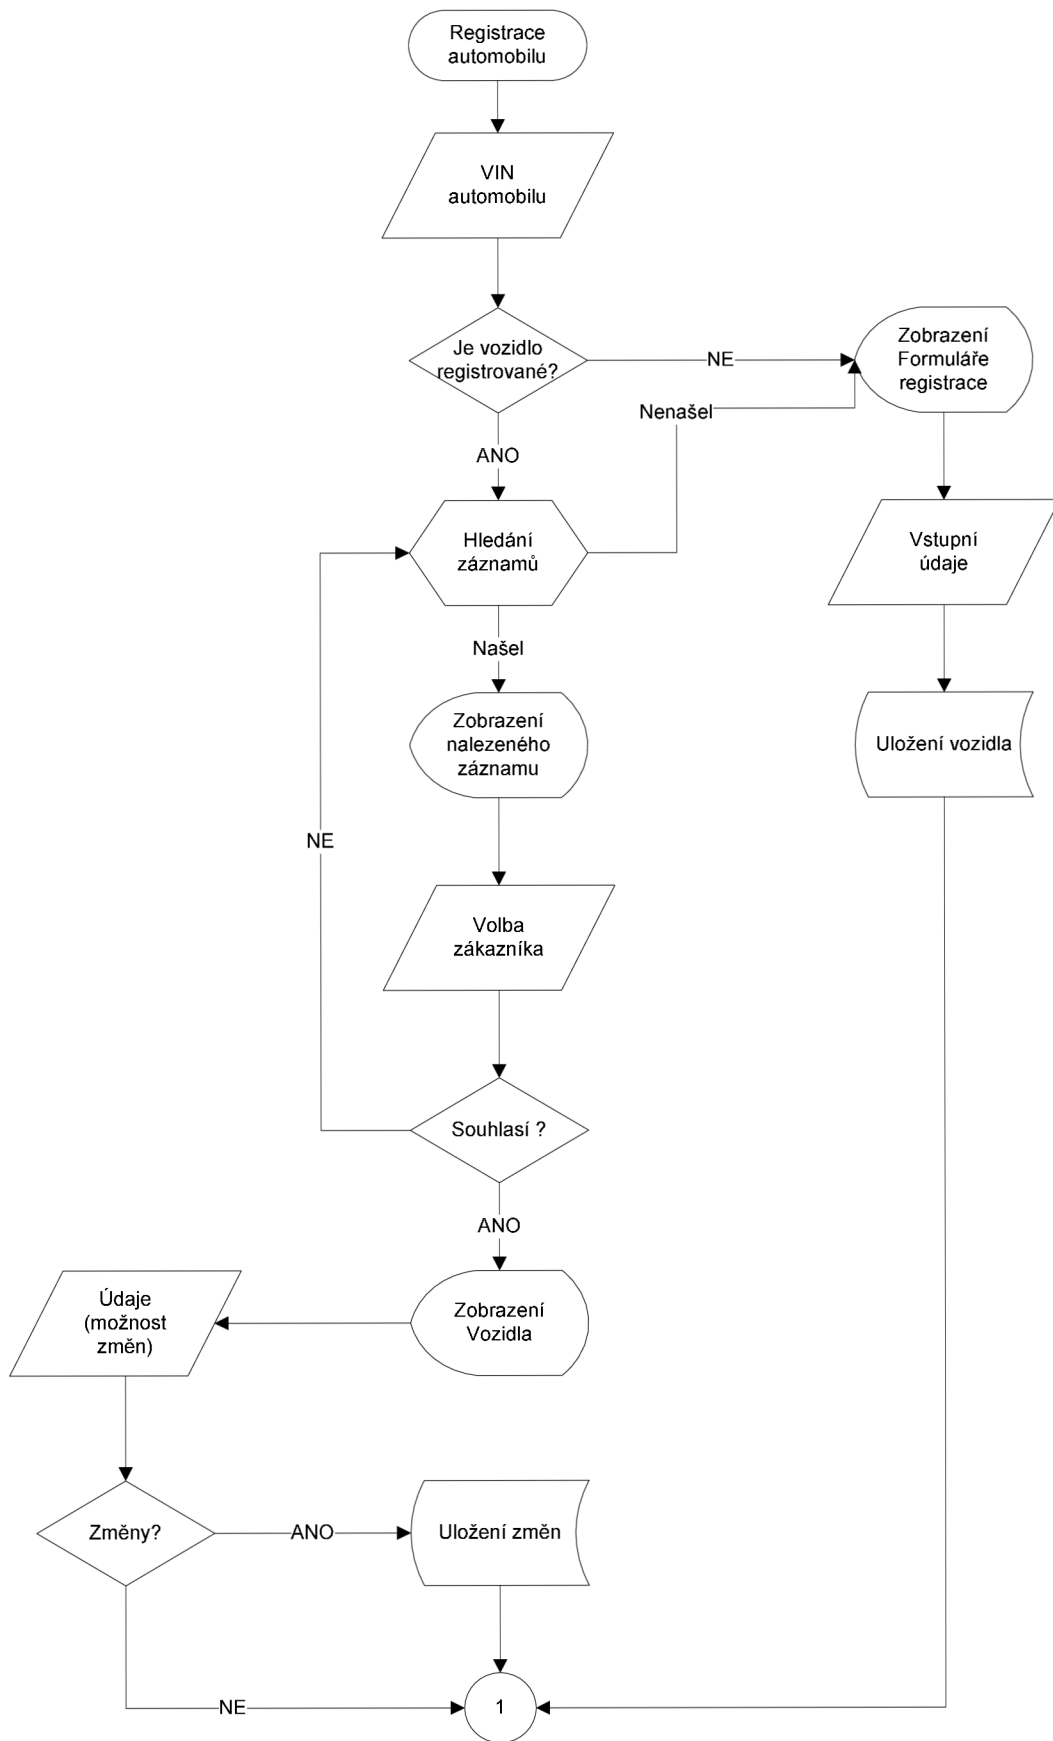 Registrace
automobilu
VIN
automobilu
Je vozidlo
registrované?
NE
Zobrazení
Formuláře
registrace
Nenašel
ANO
Hledání
záznamů
Vstupní
údaje
Našel
Zobrazení
nalezeného
záznamu
Uložení vozidla
NE
Volba
zákazníka
Souhlasí ?
ANO
Zobrazení
Vozidla
Údaje
(možnost
změn)
Změny?
ANO
Uložení změn
NE
1